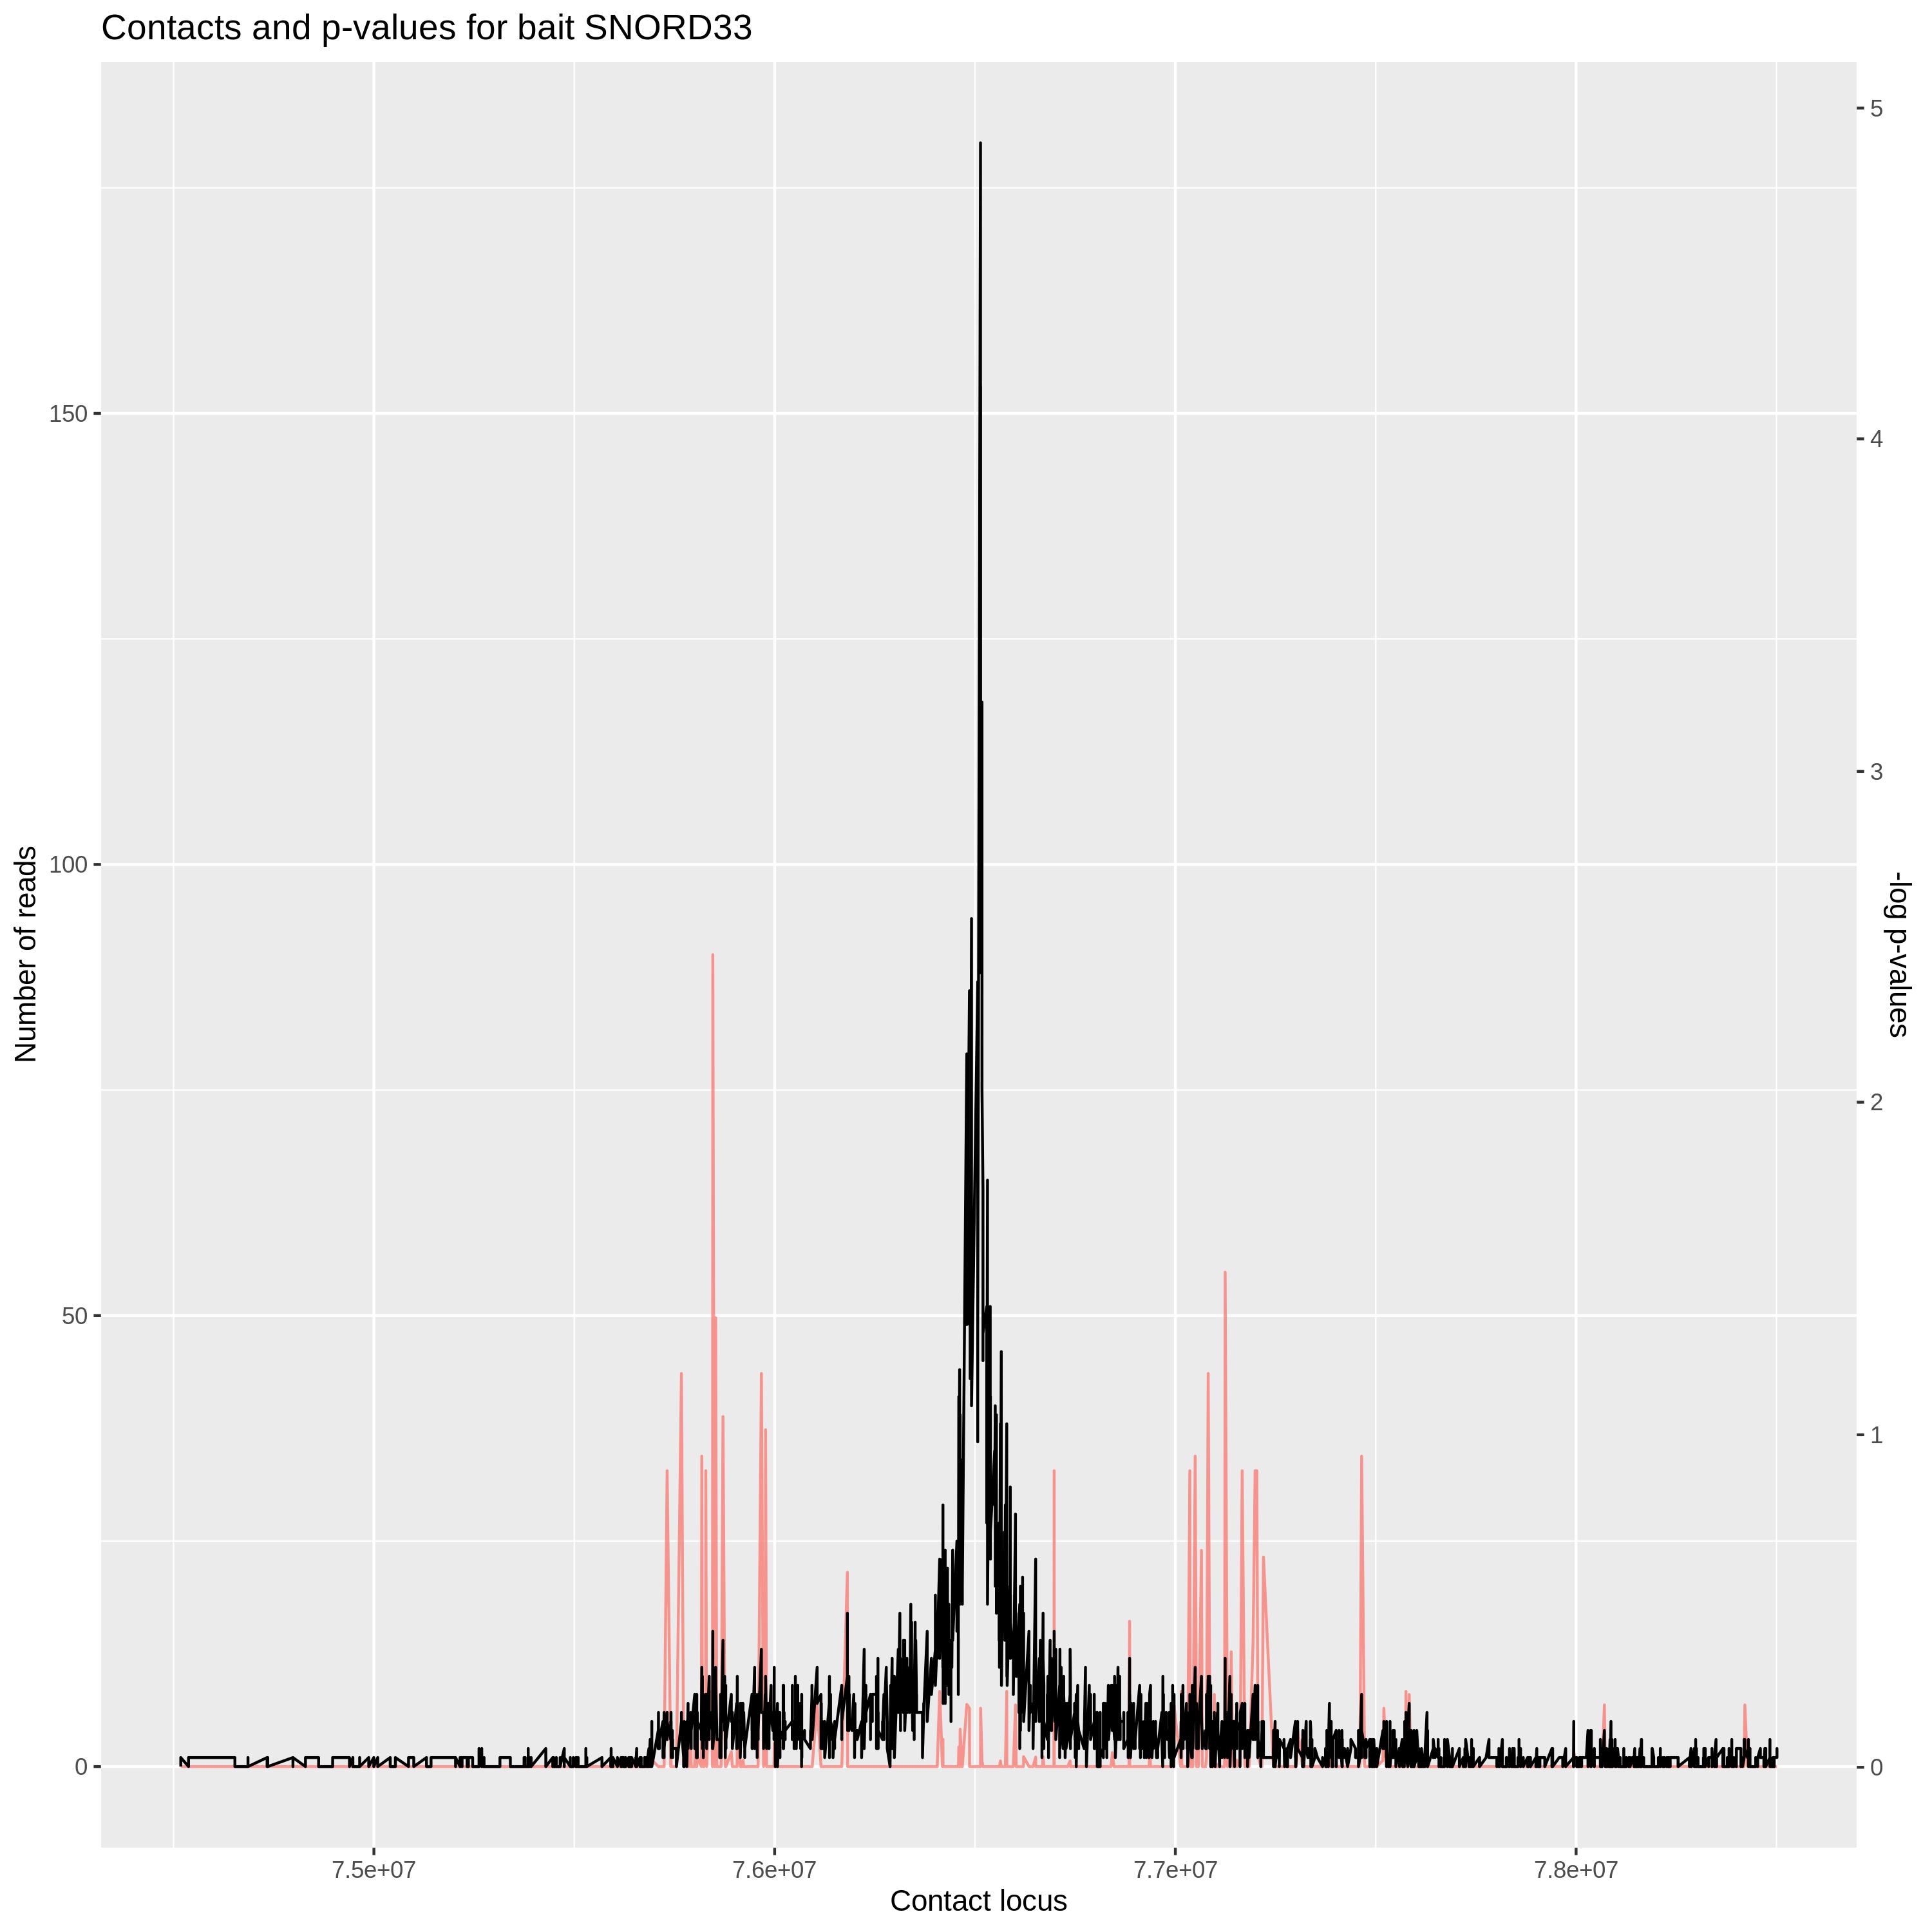 Contacts and p-values for bait SNORD33
5
150
4
3
100
Number of reads
-log p-values
2
50
1
0
0
7.5e+07
7.6e+07
7.7e+07
7.8e+07
Contact locus